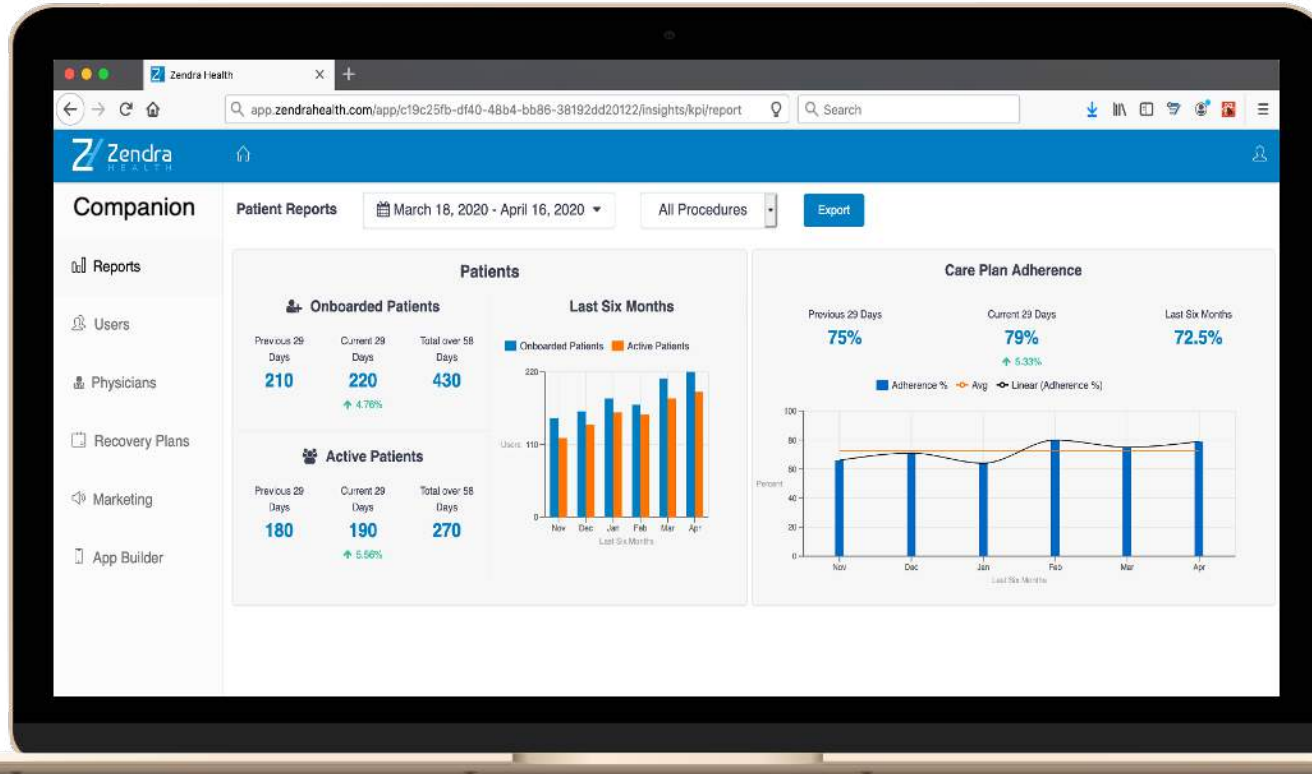 Zendra Health
app.zendrahealth.com/app/c19c25fb-df40-48b4-bb86-38192dd20122/insights/kpi/report
Search
Zendra
HEALTH
Companion
Patient Reports
March 18, 2020 - April 16, 2020
All Procedures
Export
Reports
Users
Physicians
Recovery Plans
Marketing
App Builder
Patients
Onboarded Patients
Previous 29 Days
Current 29 Days
Total over 58 Days
210
220
430
4.76%
Active Patients
Previous 29 Days
Current 29 Days
Total over 58 Days
180
190
270
5.56%
Last Six Months
Onboarded Patients
Active Patients
220
Users
110
0
Nov Dec Jan Feb Mar Apr
Last Six Months
Care Plan Adherence
Previous 29 Days
Current 29 Days
Last Six Months
75%
79%
72.5%
5.33%
Adherence %
Avg
Linear (Adherence %)
100
80
60
Percent
40
20
0
Nov Dec Jan Feb Mar Apr
Last Six Months